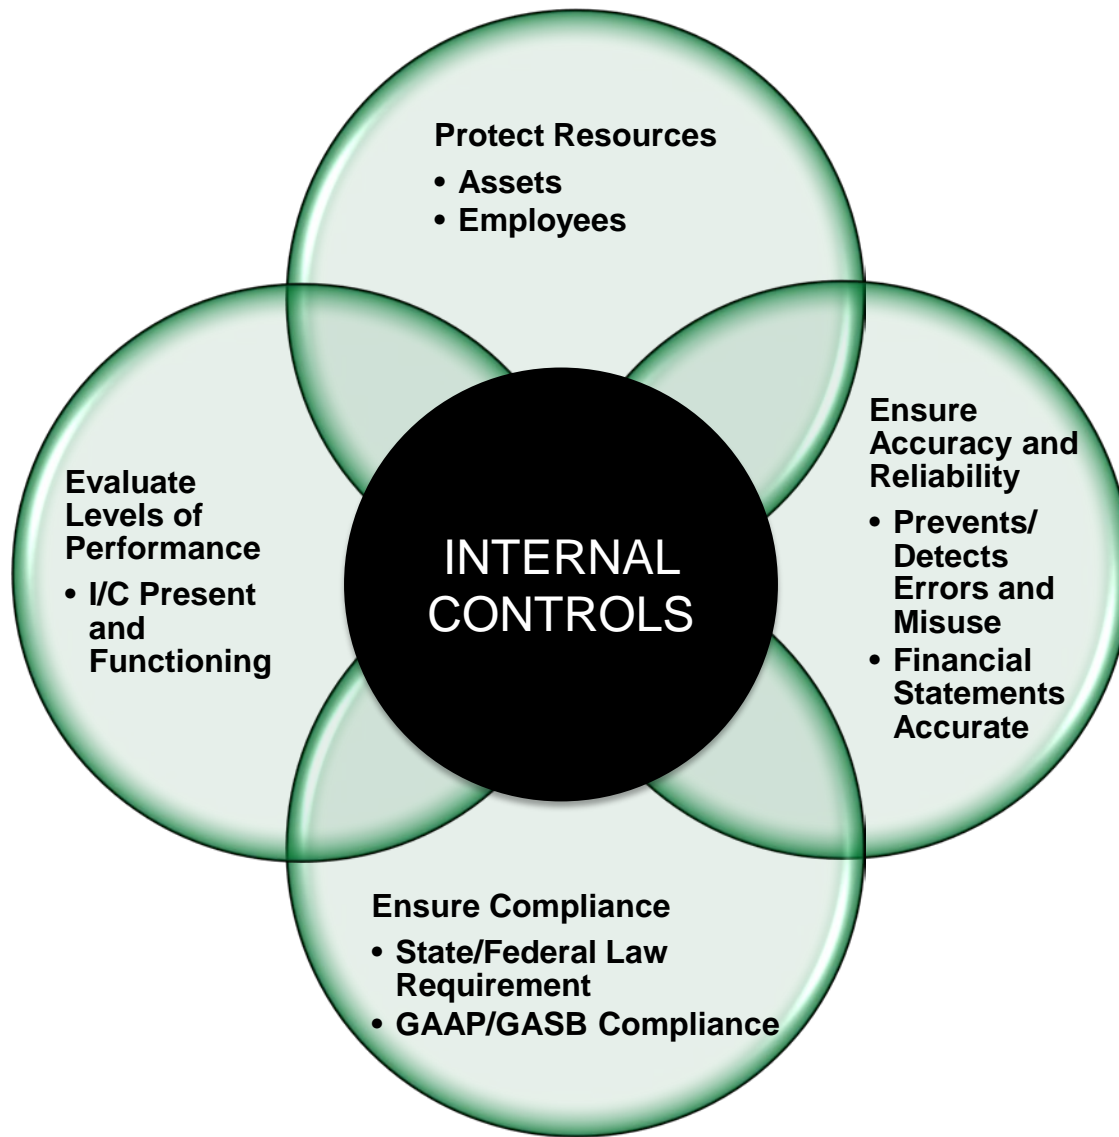 Protect Resources
• Assets
• Employees
Ensure
Accuracy and
Reliability
• Prevents/
Detects
Errors and
Misuse
• Financial
Statements
Accurate
Evaluate
Levels of
Performance
• I/C Present
and
Functioning
INTERNAL
CONTROLS
Ensure Compliance
• State/Federal Law
Requirement
• GAAP/GASB Compliance